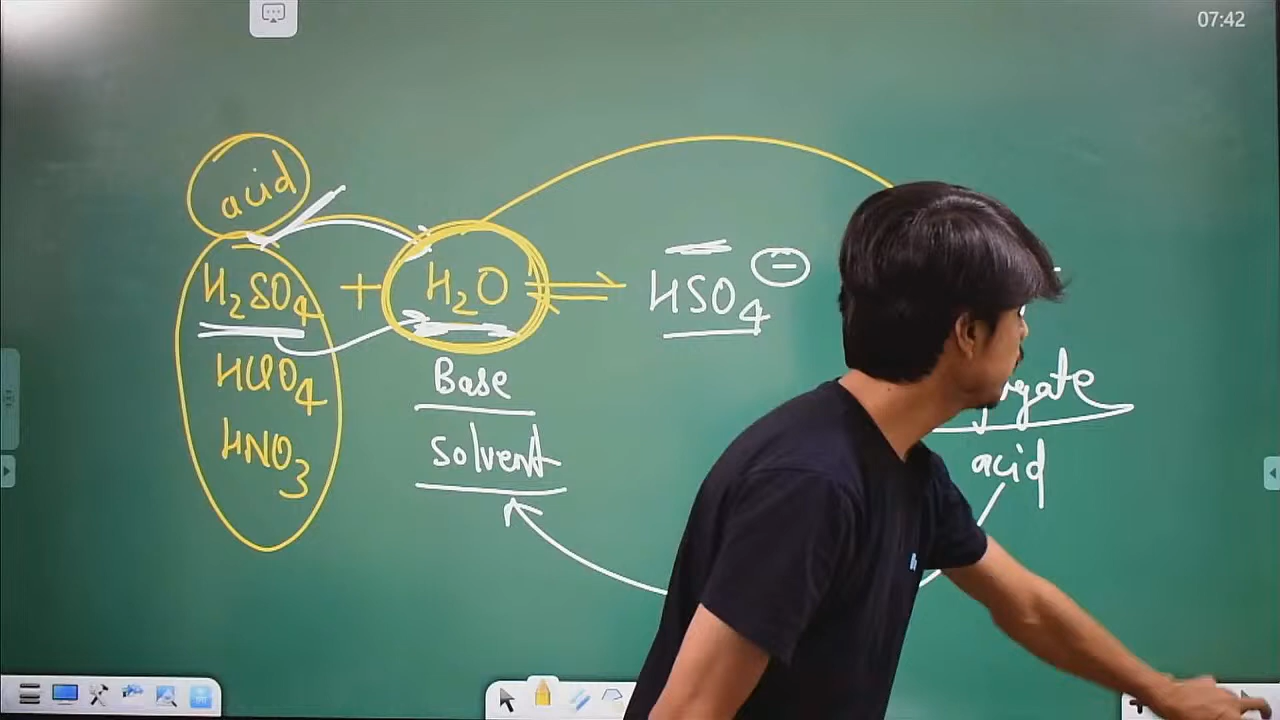 07:42
acid
H₂SO₄ + H₂O ⇌ HSO₄ ⊖
HClO₄
HNO₃
Base
Solvent
acid